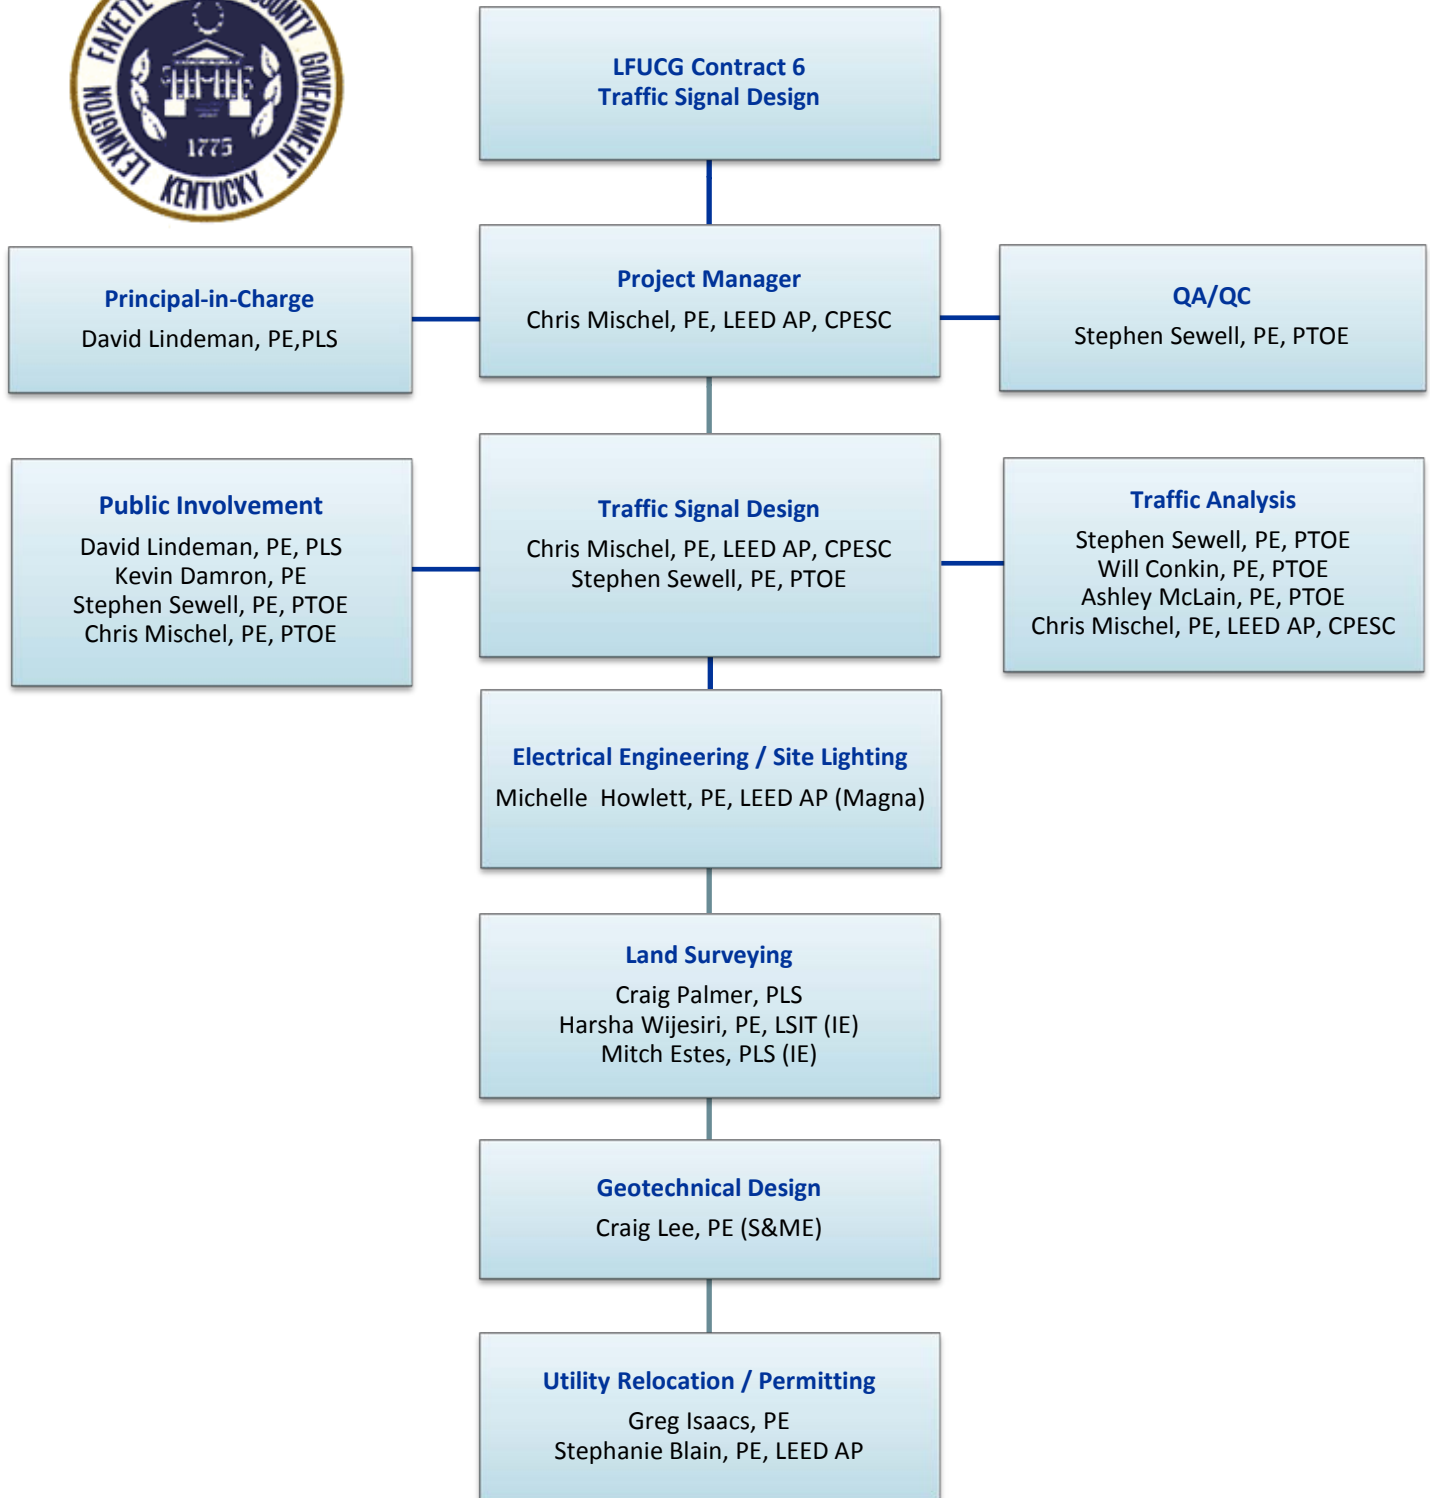 FAYETTE COUNTY GOVERNMENT
LEXINGTON
1775
KENTUCKY
LFUCG Contract 6
Traffic Signal Design
Principal-in-Charge
David Lindeman, PE,PLS
Project Manager
Chris Mischel, PE, LEED AP, CPESC
QA/QC
Stephen Sewell, PE, PTOE
Public Involvement
David Lindeman, PE, PLS
Kevin Damron, PE
Stephen Sewell, PE, PTOE
Chris Mischel, PE, PTOE
Traffic Signal Design
Chris Mischel, PE, LEED AP, CPESC
Stephen Sewell, PE, PTOE
Traffic Analysis
Stephen Sewell, PE, PTOE
Will Conkin, PE, PTOE
Ashley McLain, PE, PTOE
Chris Mischel, PE, LEED AP, CPESC
Electrical Engineering / Site Lighting
Michelle  Howlett, PE, LEED AP (Magna)
Land Surveying
Craig Palmer, PLS
Harsha Wijesiri, PE, LSIT (IE)
Mitch Estes, PLS (IE)
Geotechnical Design
Craig Lee, PE (S&ME)
Utility Relocation / Permitting
Greg Isaacs, PE
Stephanie Blain, PE, LEED AP